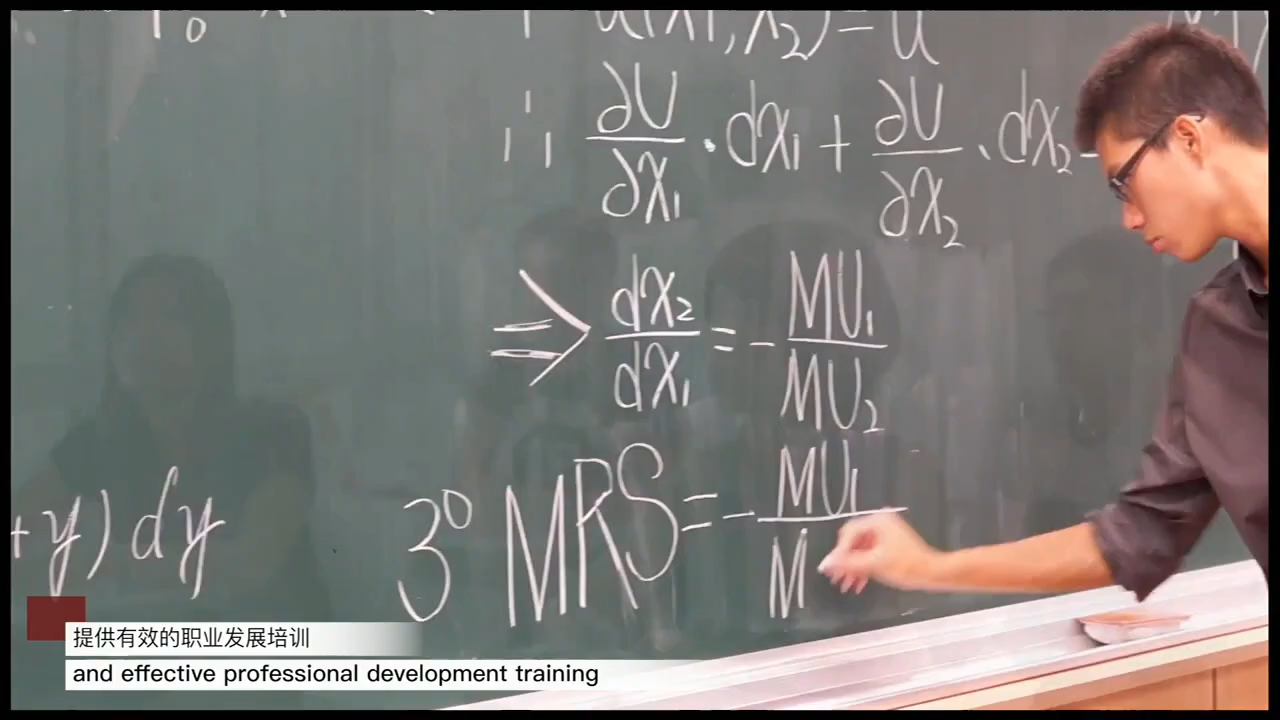 u(x₁,x₂)=u
∴ ∂U/∂x₁ · dx₁ + ∂U/∂x₂ · dx₂
⇒ dx₂/dx₁ = - MU₁/MU₂
3⁰ MRS = - MU₁/M
+y) dy
提供有效的职业发展培训
and effective professional development training